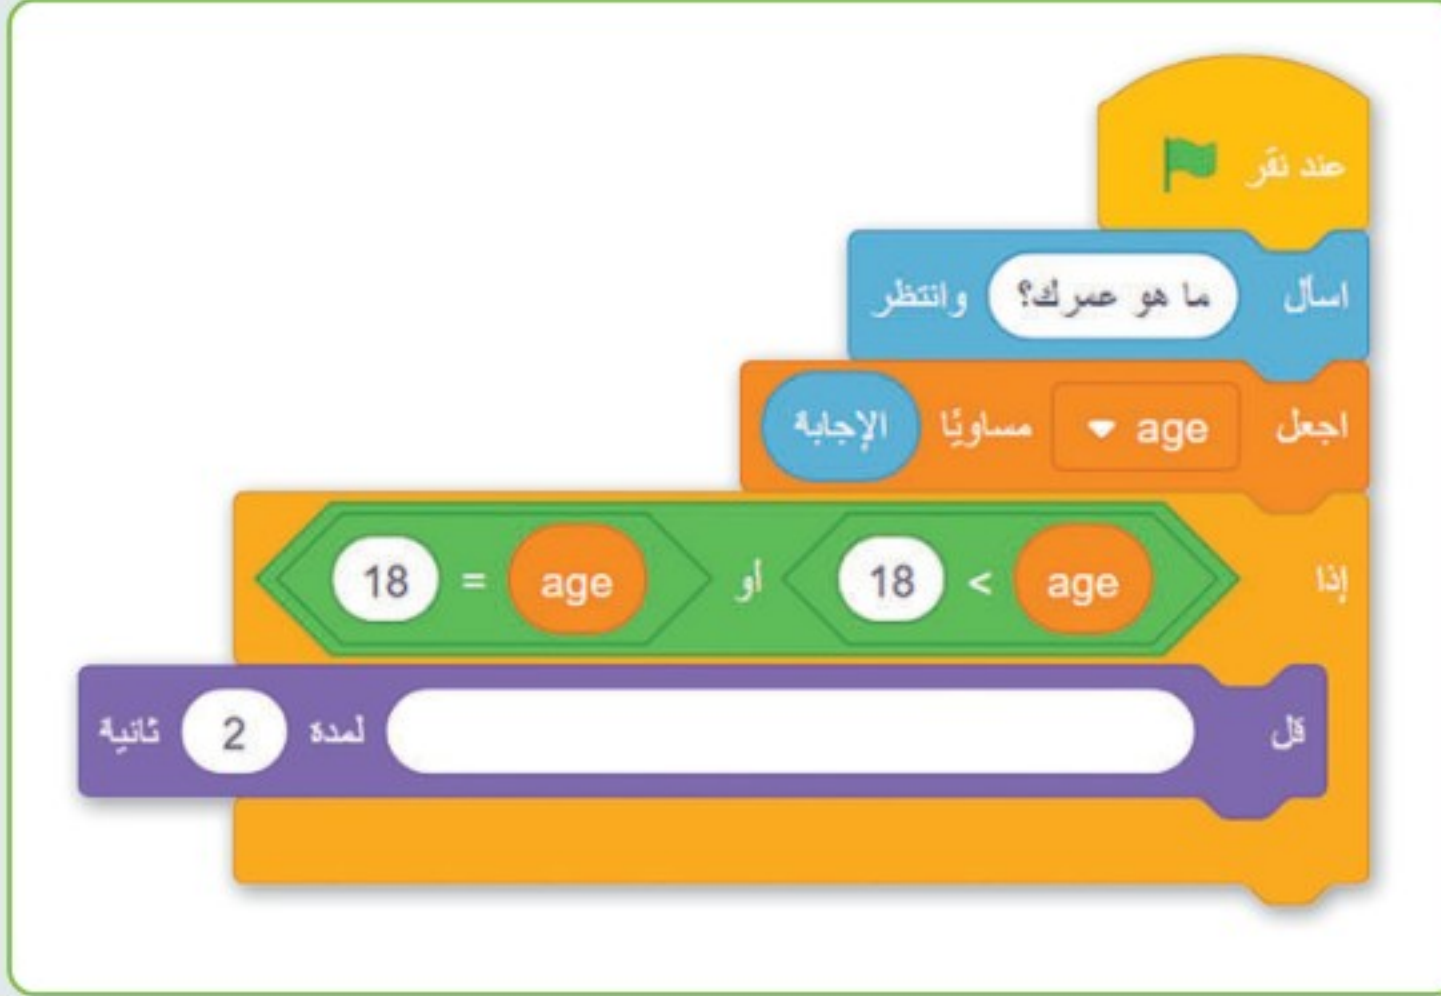 عند نقر
اسأل ما هو عمرك؟ وانتظر
اجعل age مساويًا الإجابة
إذا age < 18 أو age = 18
قل لمدة 2 ثانية